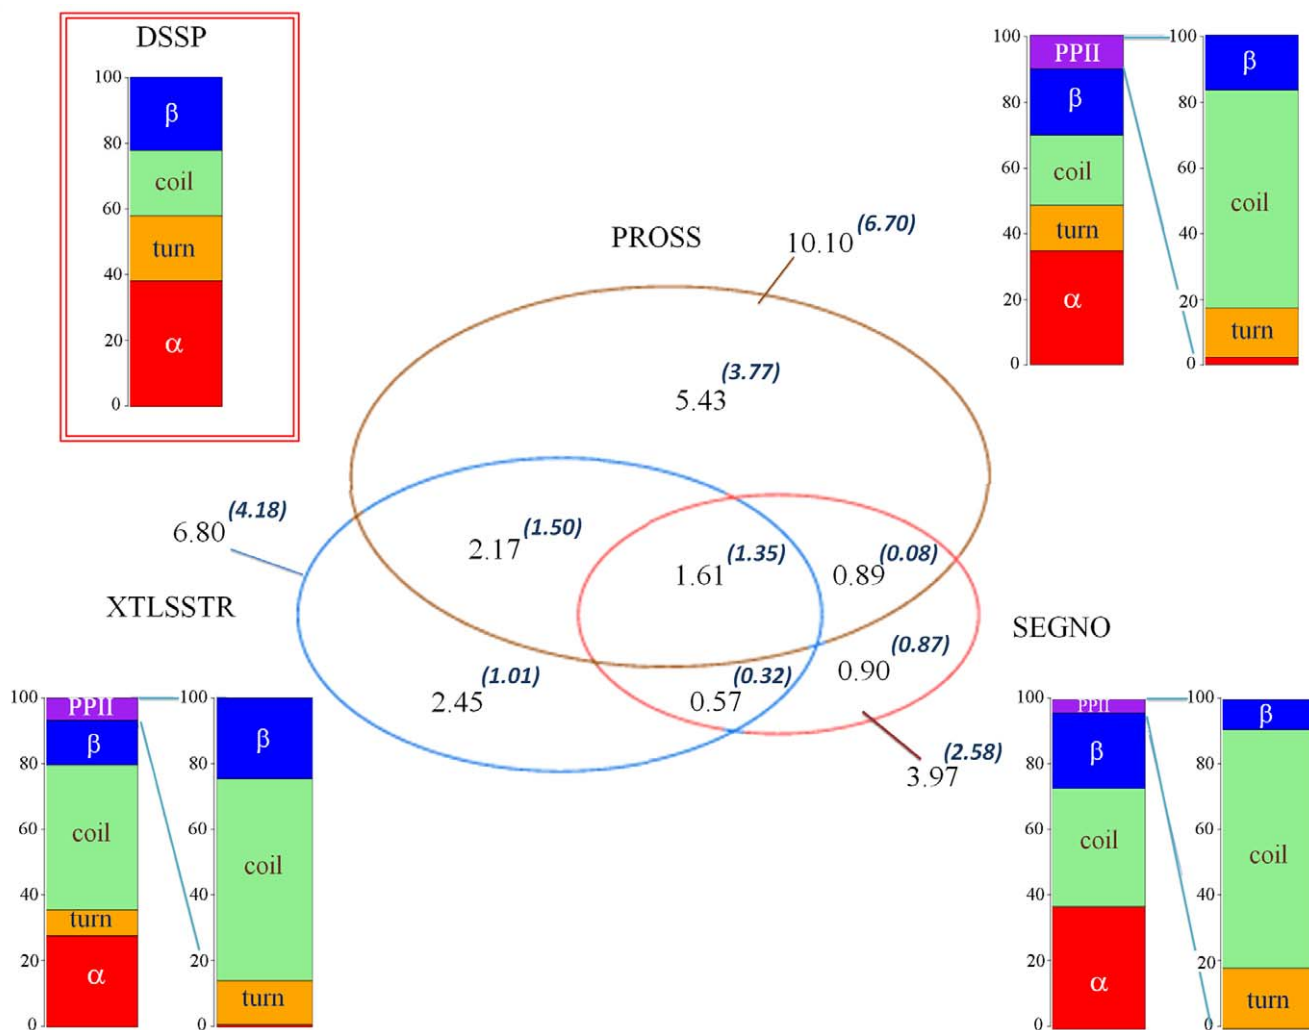 DSSP
100
80
60
40
20
0
β
coil
turn
α
100
80
60
40
20
0
PPII
β
coil
turn
α
100
80
60
40
20
0
β
coil
turn
PROSS
10.10(6.70)
5.43(3.77)
6.80(4.18)
2.17(1.50)
1.61(1.35)
0.89(0.08)
XTLSSTR
SEGNO
2.45(1.01)
0.57(0.32)
0.90(0.87)
3.97(2.58)
100
80
60
40
20
0
PPII
β
coil
turn
α
100
80
60
40
20
0
β
coil
turn
100
80
60
40
20
0
PPII
β
coil
α
100
80
60
40
20
0
β
coil
turn